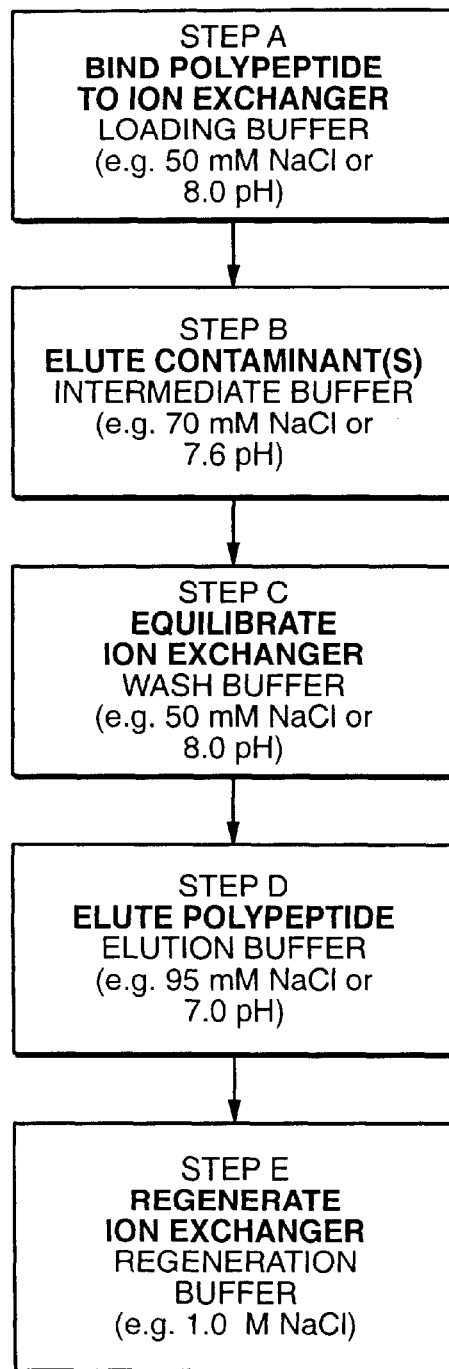 STEP A
BIND POLYPEPTIDE
TO ION EXCHANGER
LOADING BUFFER
(e.g. 50 mM NaCl or
8.0 pH)
STEP B
ELUTE CONTAMINANT(S)
INTERMEDIATE BUFFER
(e.g. 70 mM NaCl or
7.6 pH)
STEP C
EQUILIBRATE
ION EXCHANGER
WASH BUFFER
(e.g. 50 mM NaCl or
8.0 pH)
STEP D
ELUTE POLYPEPTIDE
ELUTION BUFFER
(e.g. 95 mM NaCl or
7.0 pH)
STEP E
REGENERATE
ION EXCHANGER
REGENERATION
BUFFER
(e.g. 1.0 M NaCl)